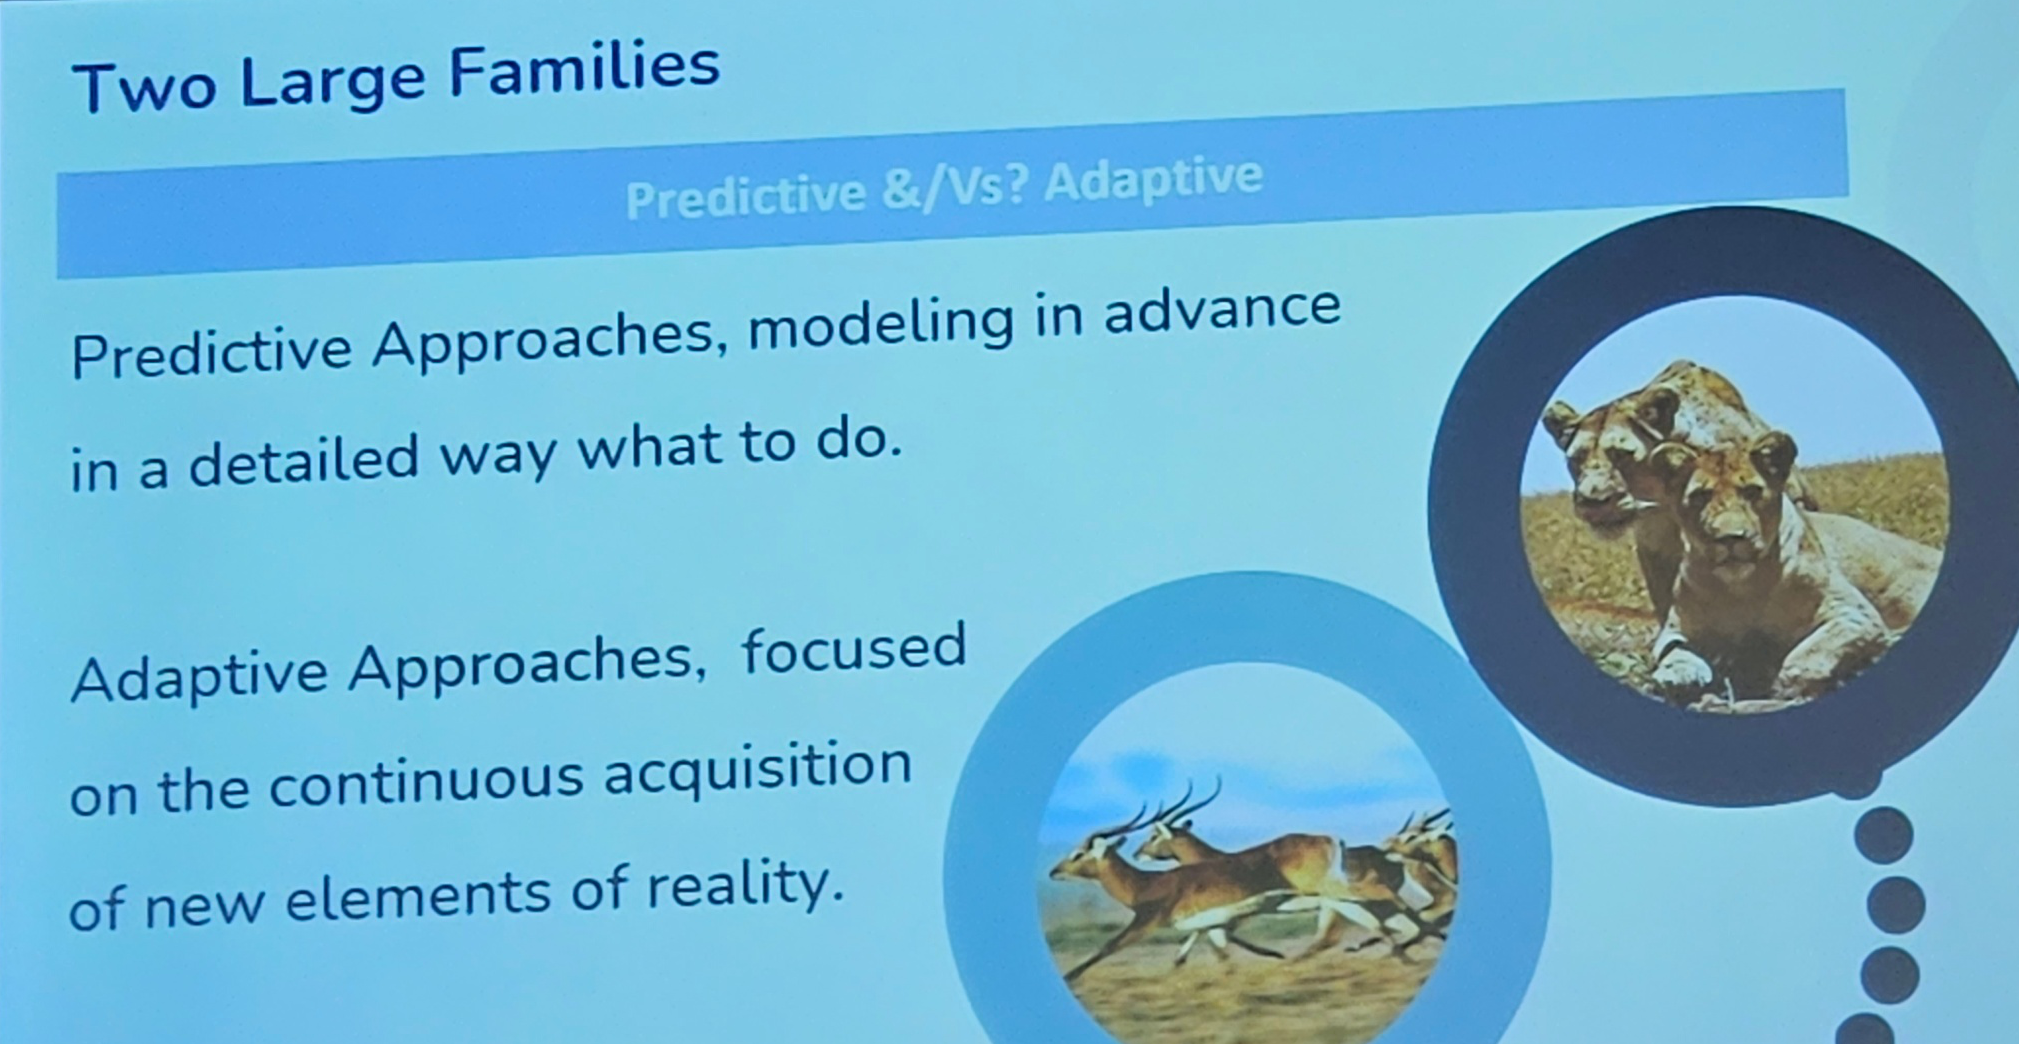 Two Large Families
Predictive &/Vs? Adaptive
Predictive Approaches, modeling in advance
in a detailed way what to do.
Adaptive Approaches, focused
on the continuous acquisition
of new elements of reality.